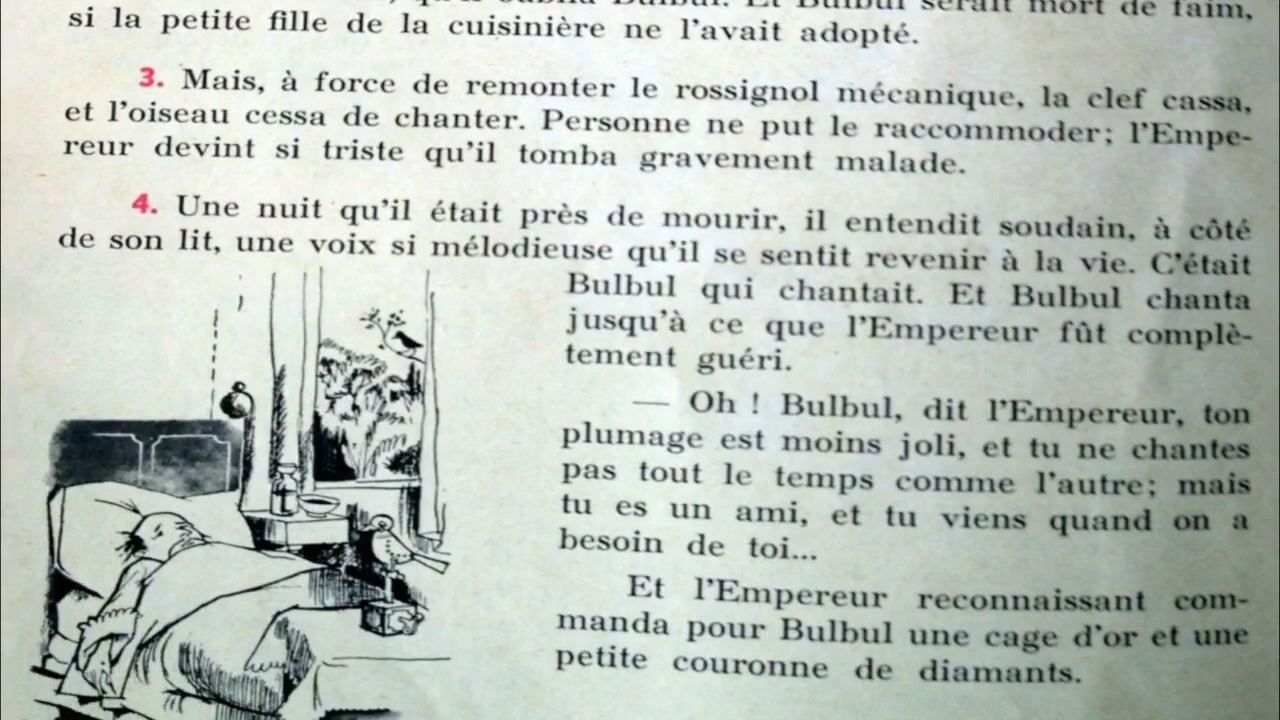 serait mort de faim,
si la petite fille de la cuisinière ne l'avait adopté.
3. Mais, à force de remonter le rossignol mécanique, la clef cassa,
et l'oiseau cessa de chanter. Personne ne put le raccommoder; l'Empe-
reur devint si triste qu'il tomba gravement malade.
4. Une nuit qu'il était près de mourir, il entendit soudain, à côté
de son lit, une voix si mélodieuse qu'il se sentit revenir à la vie. C'était
Bulbul qui chantait. Et Bulbul chanta
jusqu'à ce que l'Empereur fût complè-
tement guéri.
— Oh ! Bulbul, dit l'Empereur, ton
plumage est moins joli, et tu ne chantes
pas tout le temps comme l'autre; mais
tu es un ami, et tu viens quand on a
besoin de toi...
Et l'Empereur reconnaissant com-
manda pour Bulbul une cage d'or et une
petite couronne de diamants.